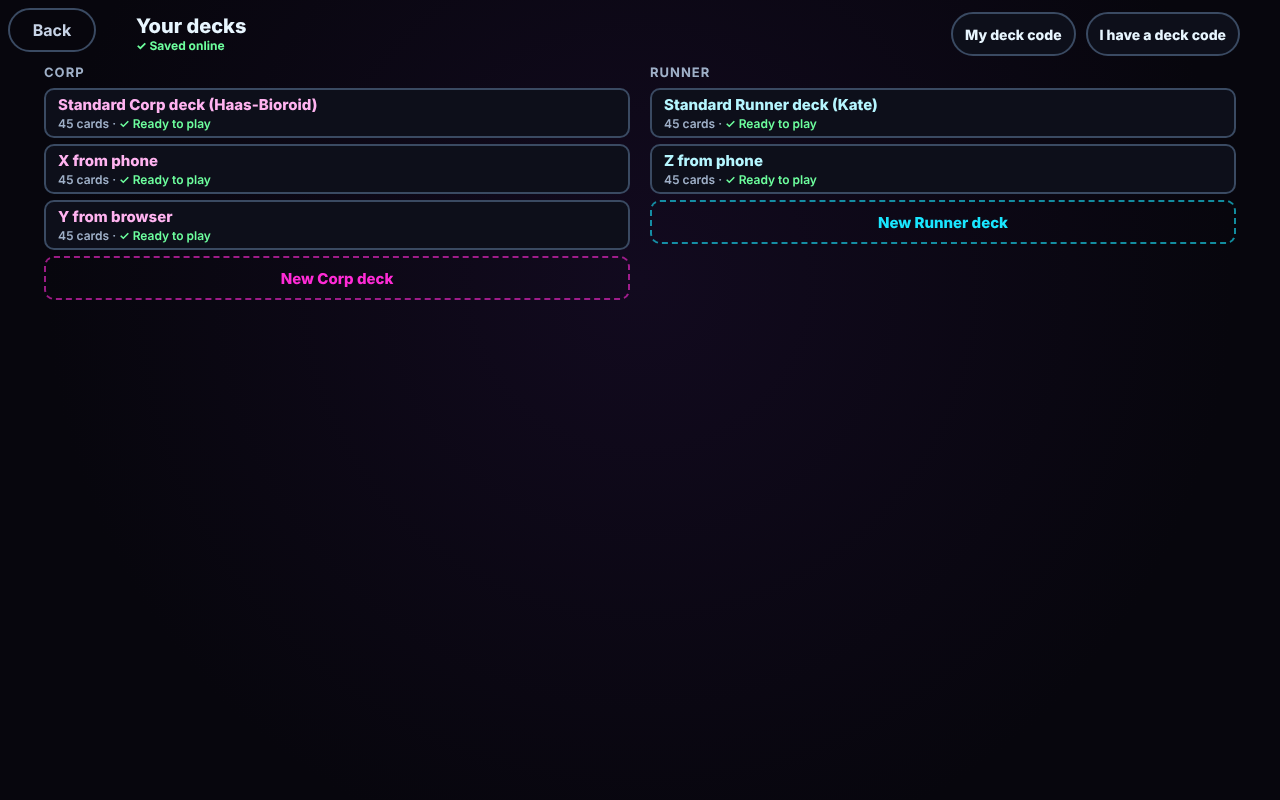 Back
Your decks
✓ Saved online
My deck code
I have a deck code
CORP
Standard Corp deck (Haas-Bioroid)
45 cards · ✓ Ready to play
X from phone
45 cards · ✓ Ready to play
Y from browser
45 cards · ✓ Ready to play
New Corp deck
RUNNER
Standard Runner deck (Kate)
45 cards · ✓ Ready to play
Z from phone
45 cards · ✓ Ready to play
New Runner deck